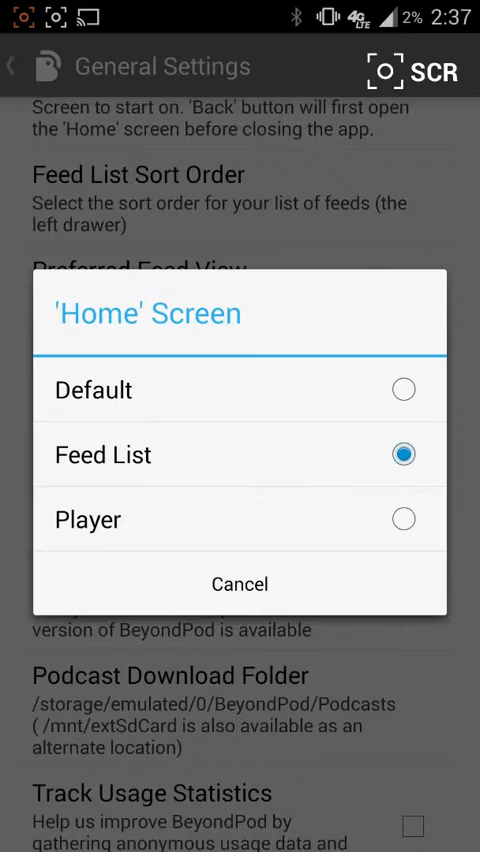 4G LTE 2% 2:37
General Settings
SCR
Screen to start on. 'Back' button will first open
the 'Home' screen before closing the app.
Feed List Sort Order
Select the sort order for your list of feeds (the
left drawer)
Preferred Feed View
'Home' Screen
Default
Feed List
Player
Cancel
version of BeyondPod is available
Podcast Download Folder
/storage/emulated/0/BeyondPod/Podcasts
( /mnt/extSdCard is also available as an
alternate location)
Track Usage Statistics
Help us improve BeyondPod by
gathering anonymous usage data and